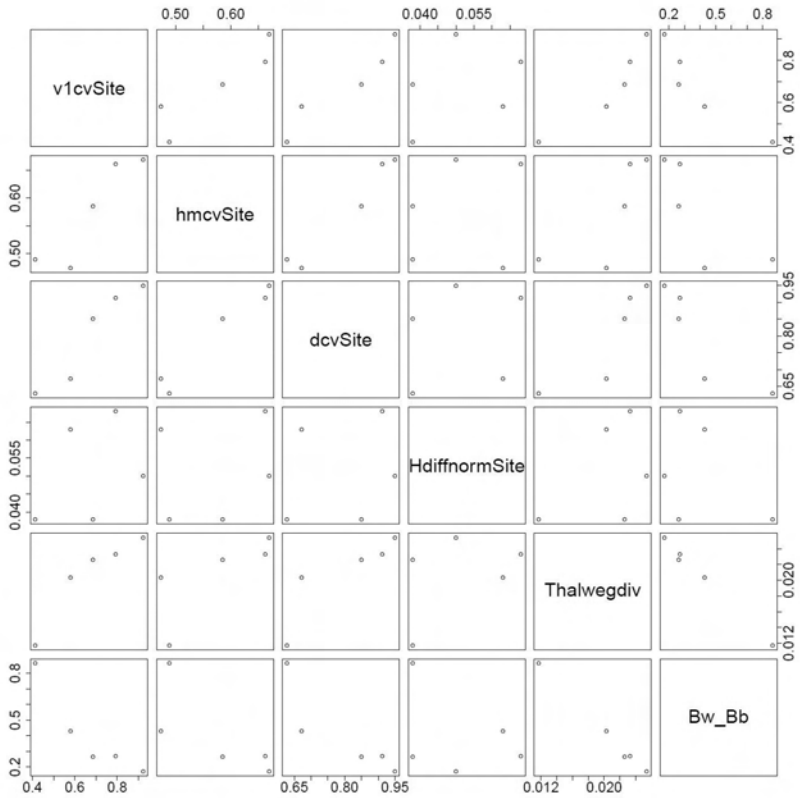 0.50 0.60 0.040 0.055 0.2 0.5 0.8
v1cvSite 0.4 0.6 0.8
0.50 0.60 hmcvSite
dcvSite 0.65 0.80 0.95
0.040 0.055 HdiffnormSite
Thalwegdiv 0.012 0.020
0.2 0.5 0.8 Bw_Bb
0.4 0.6 0.8 0.65 0.80 0.95 0.012 0.020